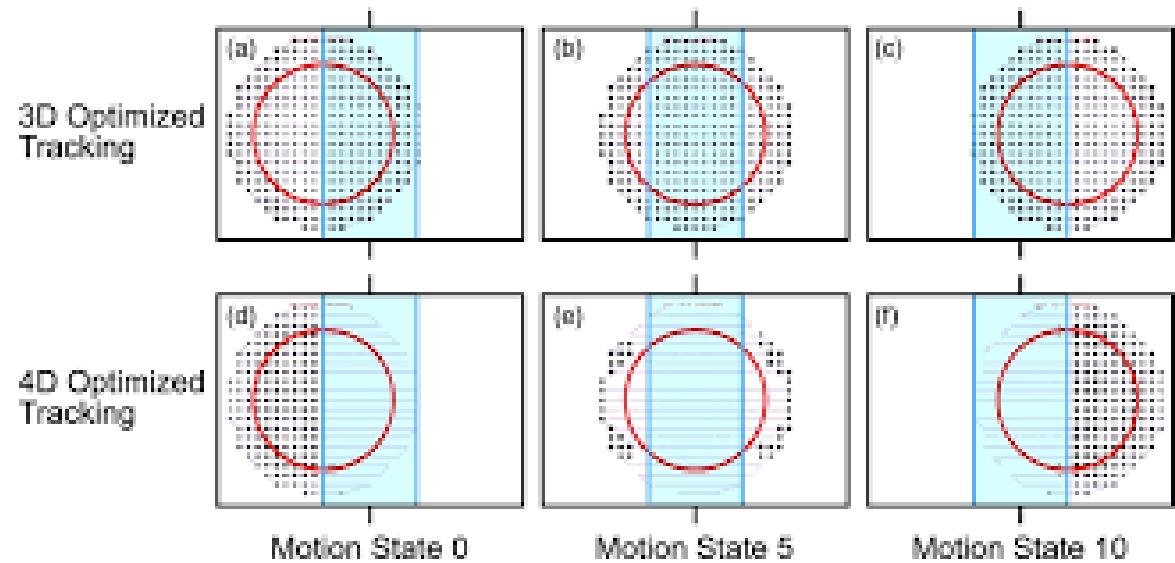 (a)
(b)
(c)
3D Optimized
Tracking
(d)
(e)
(f)
4D Optimized
Tracking
Motion State 0
Motion State 5
Motion State 10